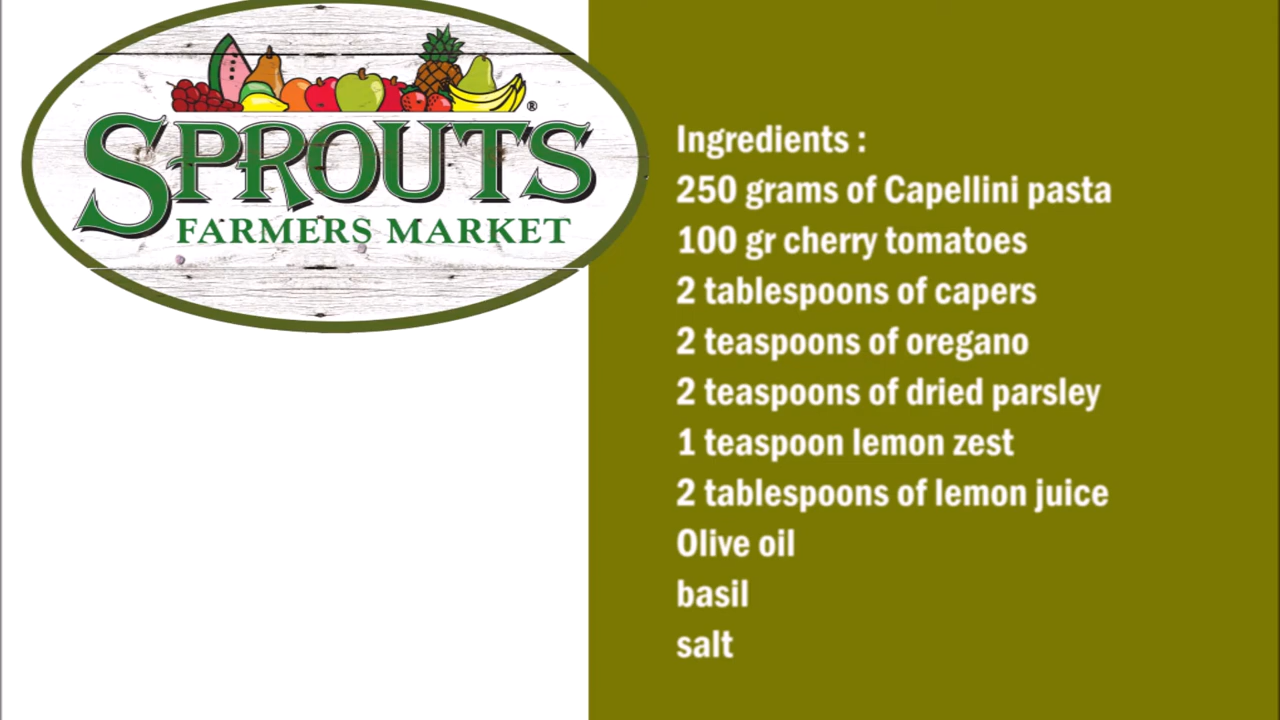 SPROUTS®
FARMERS MARKET
Ingredients :
250 grams of Capellini pasta
100 gr cherry tomatoes
2 tablespoons of capers
2 teaspoons of oregano
2 teaspoons of dried parsley
1 teaspoon lemon zest
2 tablespoons of lemon juice
Olive oil
basil
salt